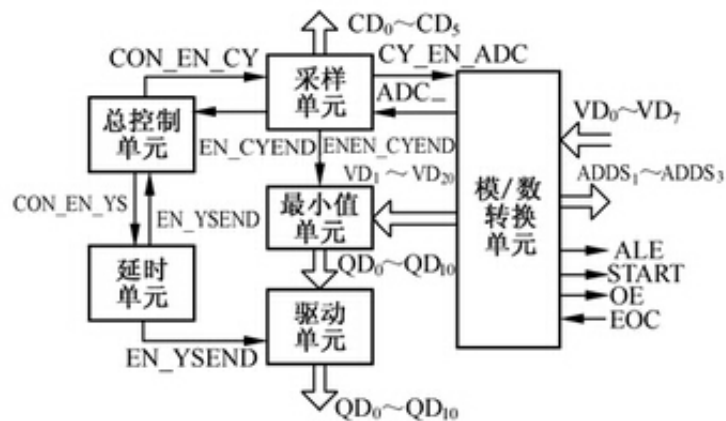 CD₀～CD₅
CON_EN_CY
采样
单元
CY_EN_ADC
ADC_
总控制
单元
EN_CYEND
ENEN_CYEND
VD₀～VD₇
VD₁～VD₂₀
ADDS₁～ADDS₃
模/数
转换
单元
CON_EN_YS
EN_YSEND
最小值
单元
ALE
START
OE
EOC
延时
单元
QD₀～QD₁₀
驱动
单元
EN_YSEND
QD₀～QD₁₀